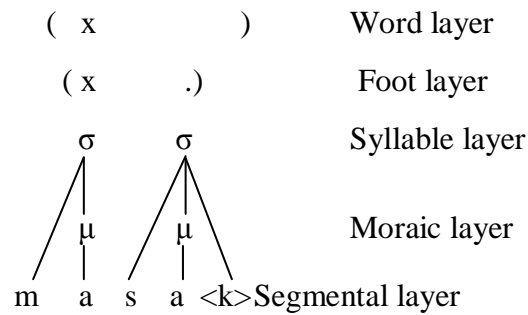 ( x ) Word layer
( x .) Foot layer
σ σ Syllable layer
μ μ Moraic layer
m a s a <k>Segmental layer